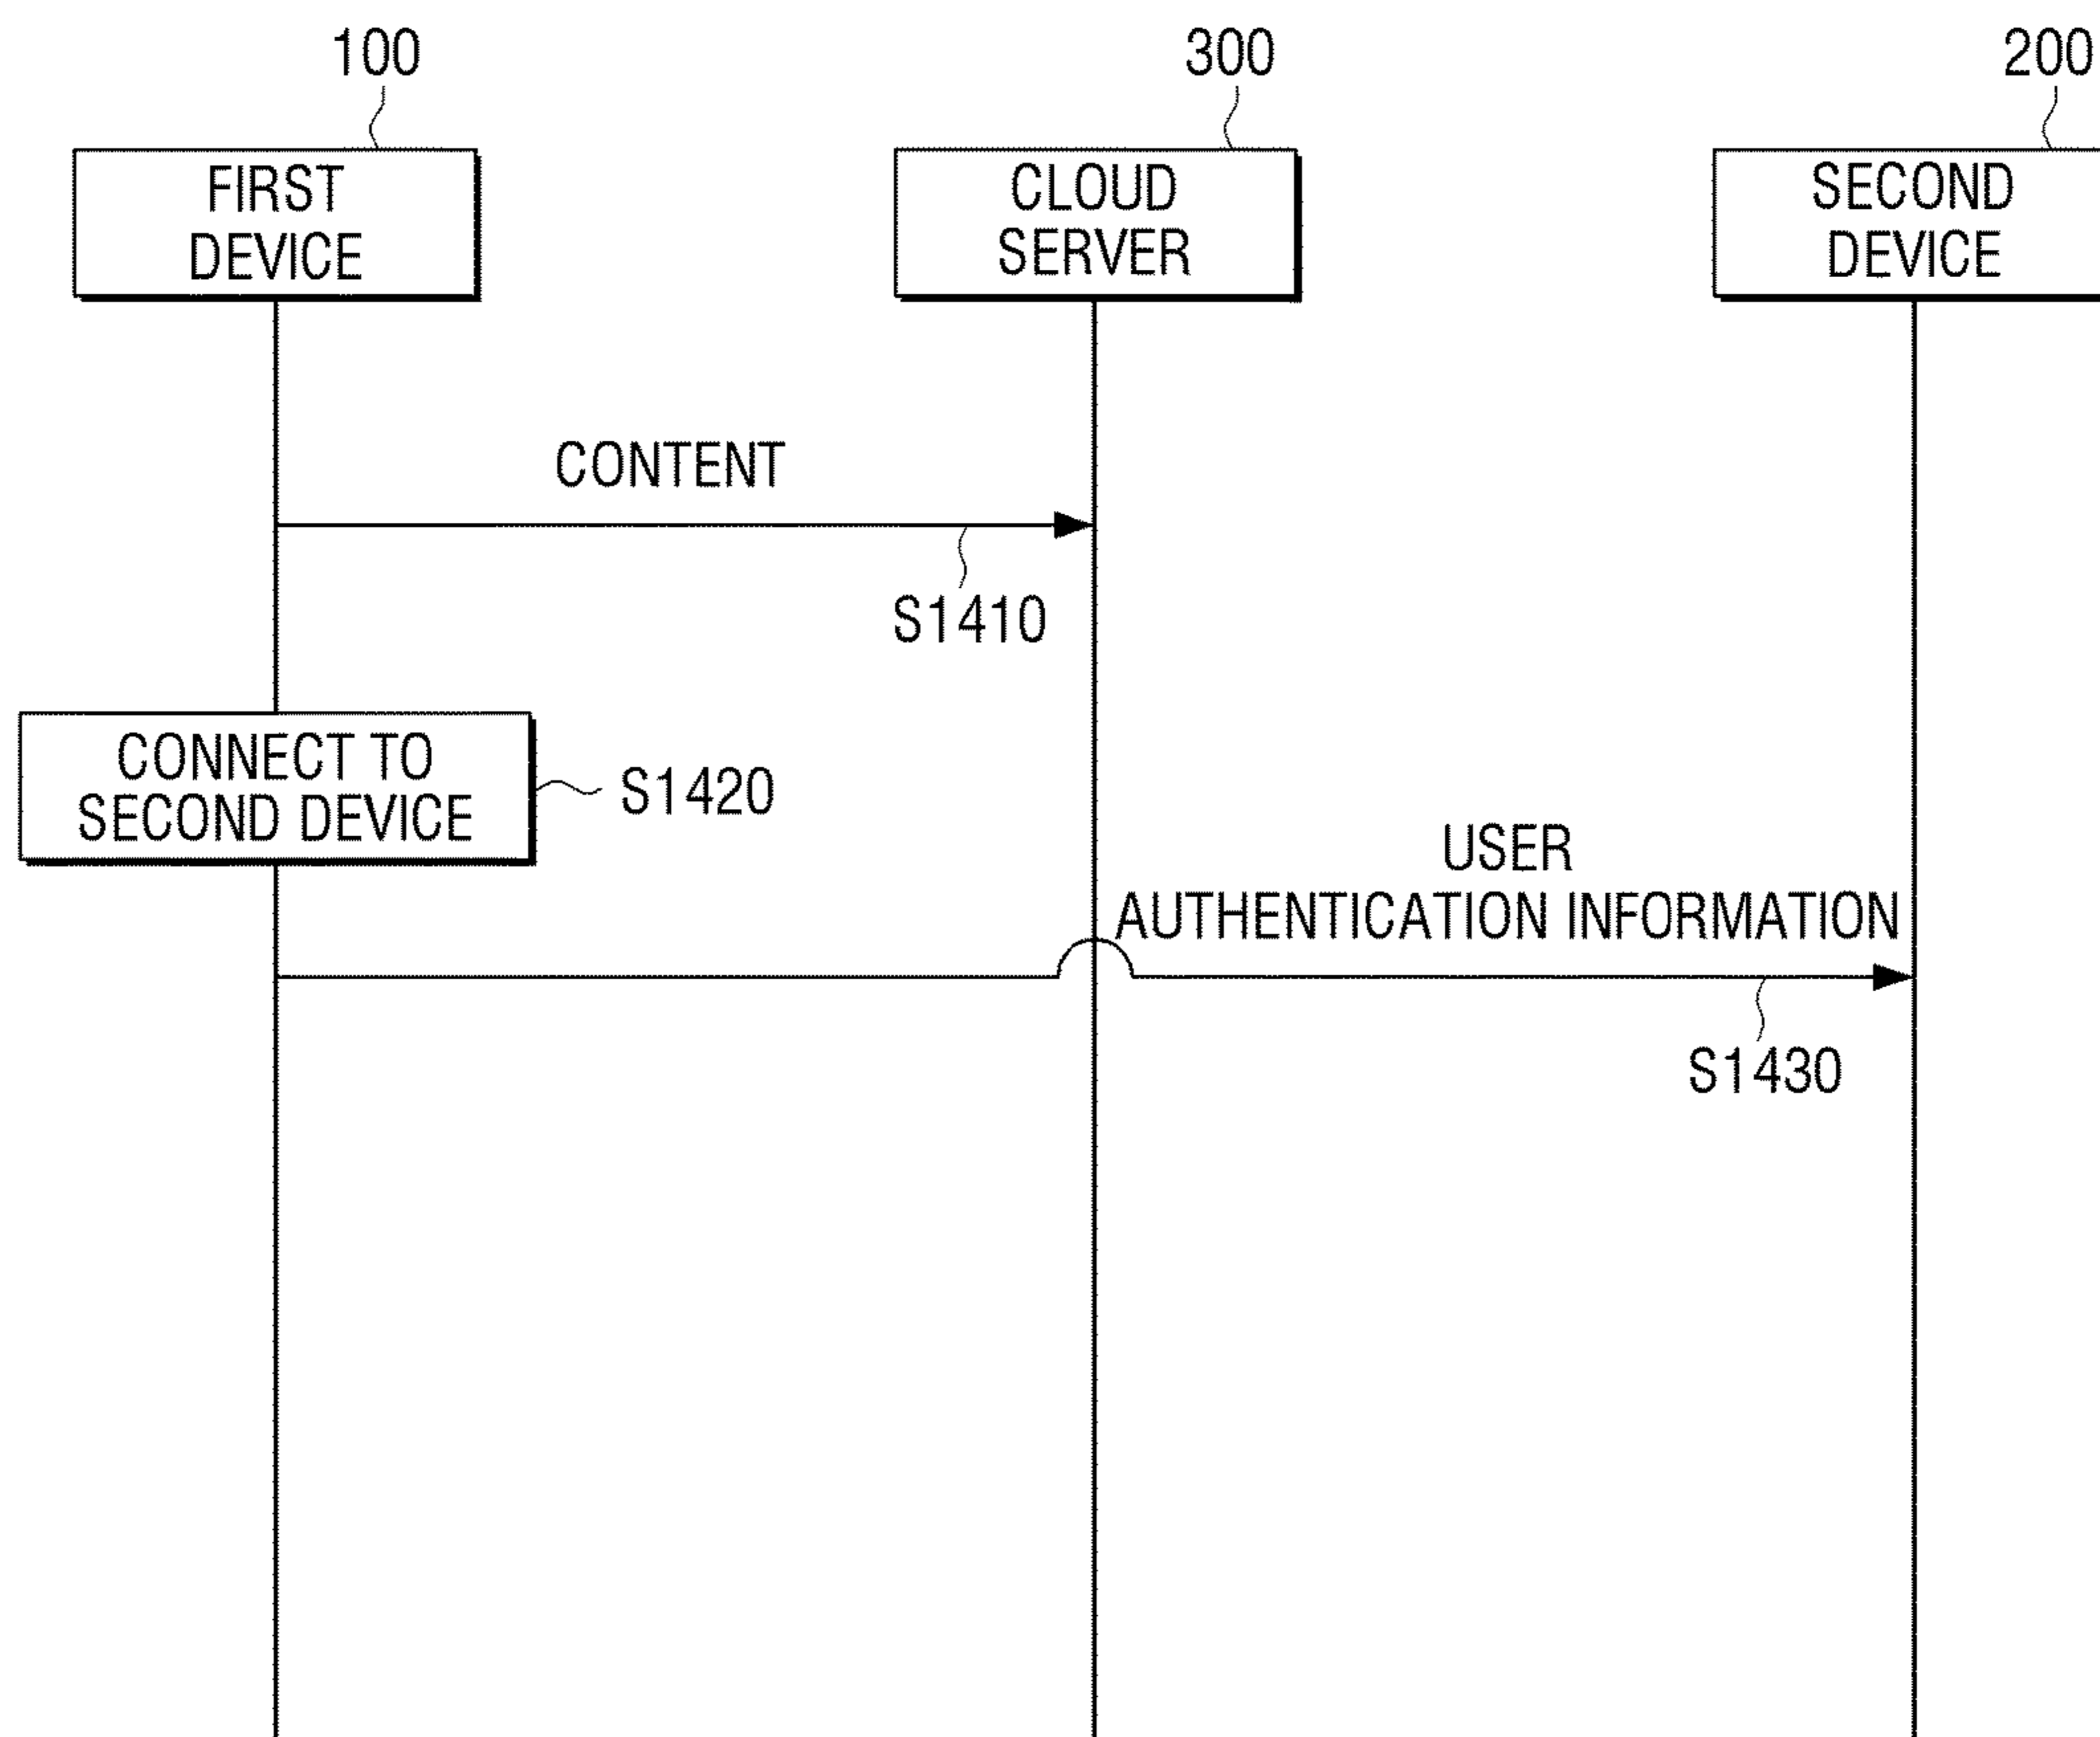 100
300
200
FIRST
DEVICE
CLOUD
SERVER
SECOND
DEVICE
CONTENT
S1410
CONNECT TO
SECOND DEVICE
S1420
USER
AUTHENTICATION INFORMATION
S1430